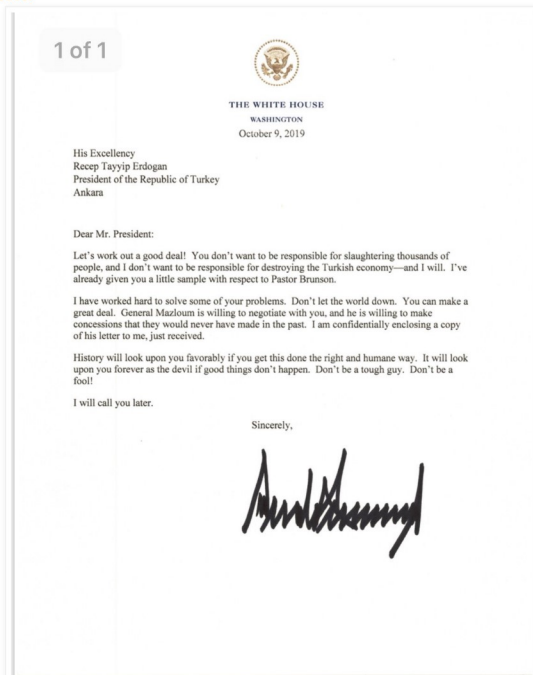 1 of 1
THE WHITE HOUSE
WASHINGTON
October 9, 2019
His Excellency
Recep Tayyip Erdogan
President of the Republic of Turkey
Ankara
Dear Mr. President:
Let's work out a good deal! You don't want to be responsible for slaughtering thousands of
people, and I don't want to be responsible for destroying the Turkish economy—and I will. I've
already given you a little sample with respect to Pastor Brunson.
I have worked hard to solve some of your problems. Don't let the world down. You can make a
great deal. General Mazloum is willing to negotiate with you, and he is willing to make
concessions that they would never have made in the past. I am confidentially enclosing a copy
of his letter to me, just received.
History will look upon you favorably if you get this done the right and humane way. It will look
upon you forever as the devil if good things don't happen. Don't be a tough guy. Don't be a
fool!
I will call you later.
Sincerely,